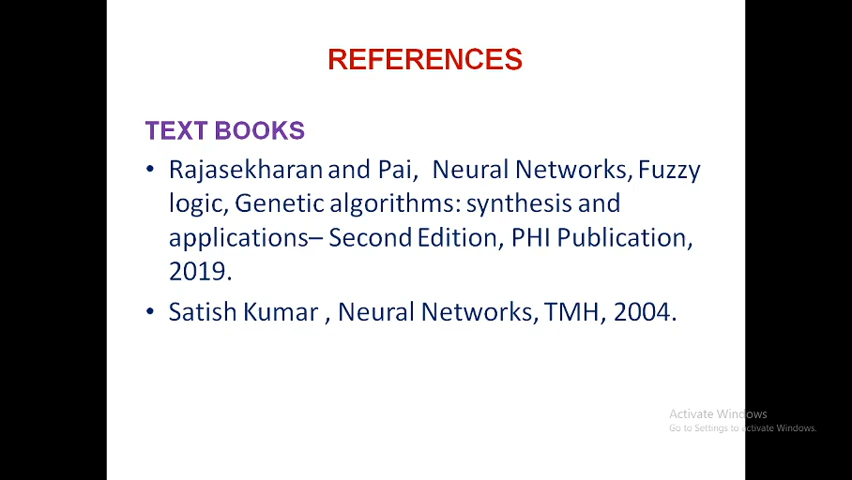 REFERENCES
TEXT BOOKS
• Rajasekharan and Pai, Neural Networks, Fuzzy
logic, Genetic algorithms: synthesis and
applications– Second Edition, PHI Publication,
2019.
• Satish Kumar , Neural Networks, TMH, 2004.
Activate Windows
Go to Settings to activate Windows.